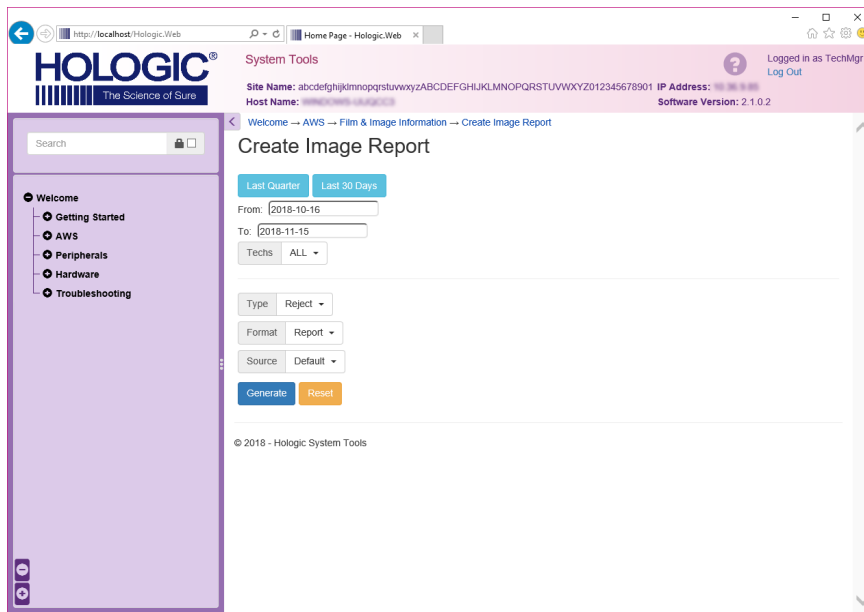 http://localhost/Hologic.Web
Home Page - Hologic.Web
HOLOGIC®
The Science of Sure
System Tools
Logged in as TechMgr
Log Out
Site Name: abcdefghijklmnopqrstuvwxyzABCDEFGHIJKLMNOPQRSTUVWXYZ012345678901 IP Address:
Host Name:
Software Version: 2.1.0.2
Search
Welcome
Getting Started
AWS
Peripherals
Hardware
Troubleshooting
Welcome → AWS → Film & Image Information → Create Image Report
Create Image Report
Last Quarter Last 30 Days
From: 2018-10-16
To: 2018-11-15
Techs ALL
Type Reject
Format Report
Source Default
Generate Reset
© 2018 - Hologic System Tools